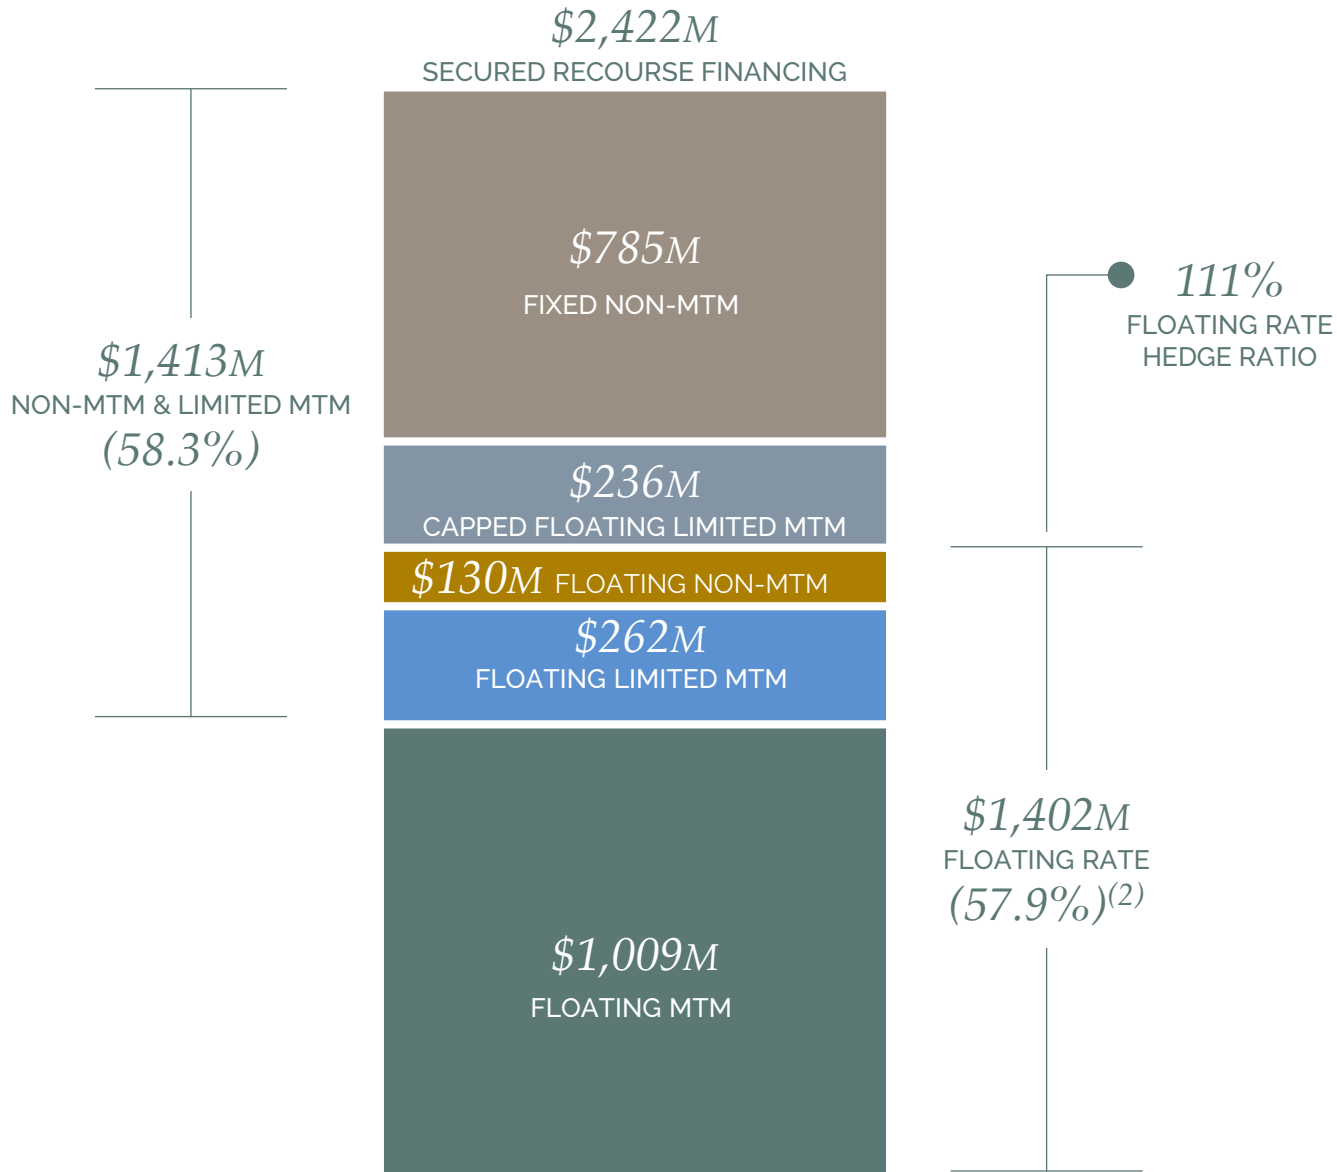 $2,422M
SECURED RECOURSE FINANCING
$785M
FIXED NON-MTM
$236M
CAPPED FLOATING LIMITED MTM
$130M FLOATING NON-MTM
$262M
FLOATING LIMITED MTM
$1,009M
FLOATING MTM
$1,413M
NON-MTM & LIMITED MTM
(58.3%)
111%
FLOATING RATE
HEDGE RATIO
$1,402M
FLOATING RATE
(57.9%)(2)